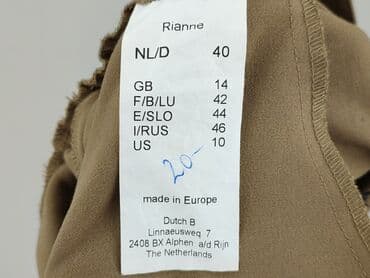 Rianne
NL/D 40
GB 14
F/B/LU 42
E/SLO 44
I/RUS 46
US 10
20-
made in Europe
Dutch B
Linnaeusweg 7
2408 BX Alphen a/d Rijn
The Netherlands